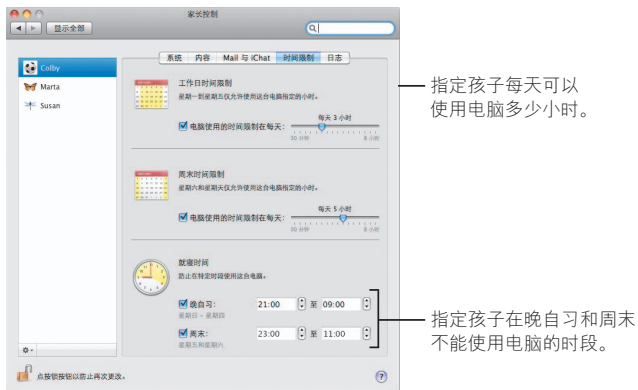 家长控制
显示全部
系统 内容 Mail 与 iChat 时间限制 日志
Colby
Marta
Susan
工作日时间限制
星期一到星期五仅允许使用这台电脑指定的小时。
每天 3 小时
电脑使用的时间限制在每天：
30 分钟 8 小时
周末时间限制
星期六和星期天仅允许使用这台电脑指定的小时。
每天 5 小时
电脑使用的时间限制在每天：
30 分钟 8 小时
就寝时间
防止在特定时段使用这台电脑。
晚自习： 21:00 至 09:00
星期日 - 星期四
周末： 23:00 至 11:00
星期五和星期六
点按锁按钮以防止再次更改。
指定孩子每天可以
使用电脑多少小时。
指定孩子在晚自习和周末
不能使用电脑的时段。